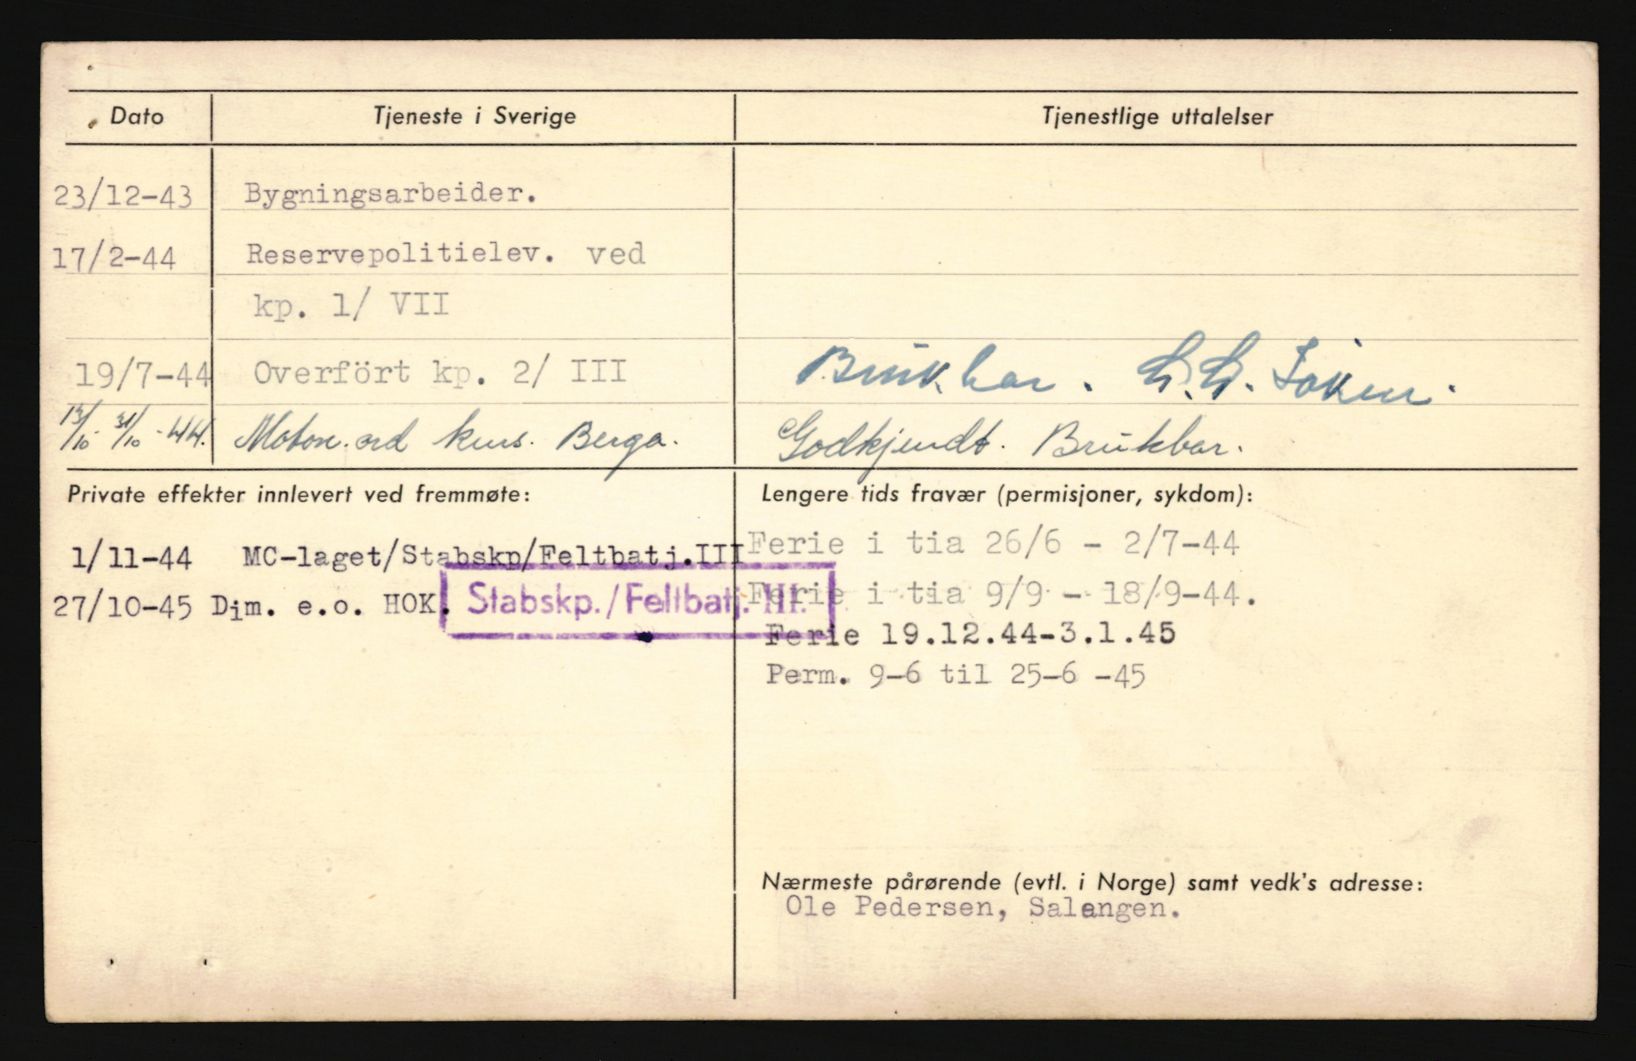 Dato Tjeneste i Sverige Tjenestlige uttalelser
23/12-43 Bygningsarbeider.
17/2-44 Reservepolitielev. ved
kp. 1/ VII
19/7-44 Overfört kp. 2/ III Brukbar.
13/10 - 31/10 - 44. Motor.ord kurs. Berga. Godkjendt. Brukbar.
Private effekter innlevert ved fremmøte:
1/11-44 MC-laget/Stabskp/Feltbatj.III
27/10-45 Dim. e.o. HOK.
Stabskp./Feltbatj. III.
Lengere tids fravær (permisjoner, sykdom):
Ferie i tia 26/6 - 2/7-44
Ferie i tia 9/9 - 18/9-44.
Ferie 19.12.44-3.1.45
Perm. 9-6 til 25-6 -45
Nærmeste pårørende (evtl. i Norge) samt vedk's adresse:
Ole Pedersen, Salangen.